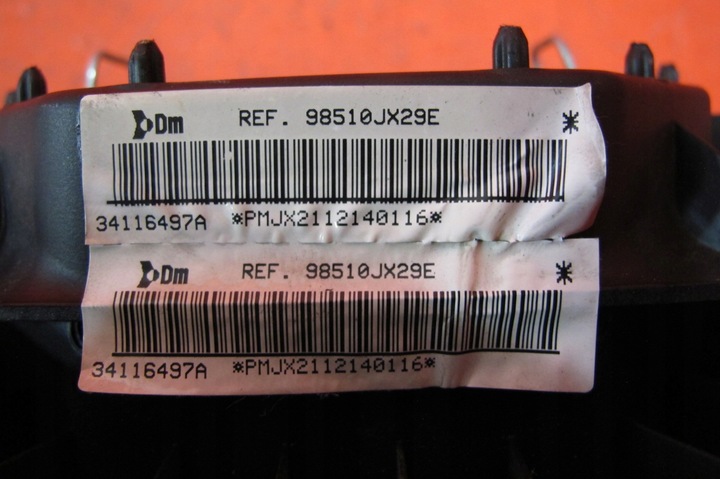 Dm REF. 98510JX29E ⚹
34116497A *PMJX2112140116*
Dm REF. 98510JX29E ⚹
34116497A *PMJX2112140116*